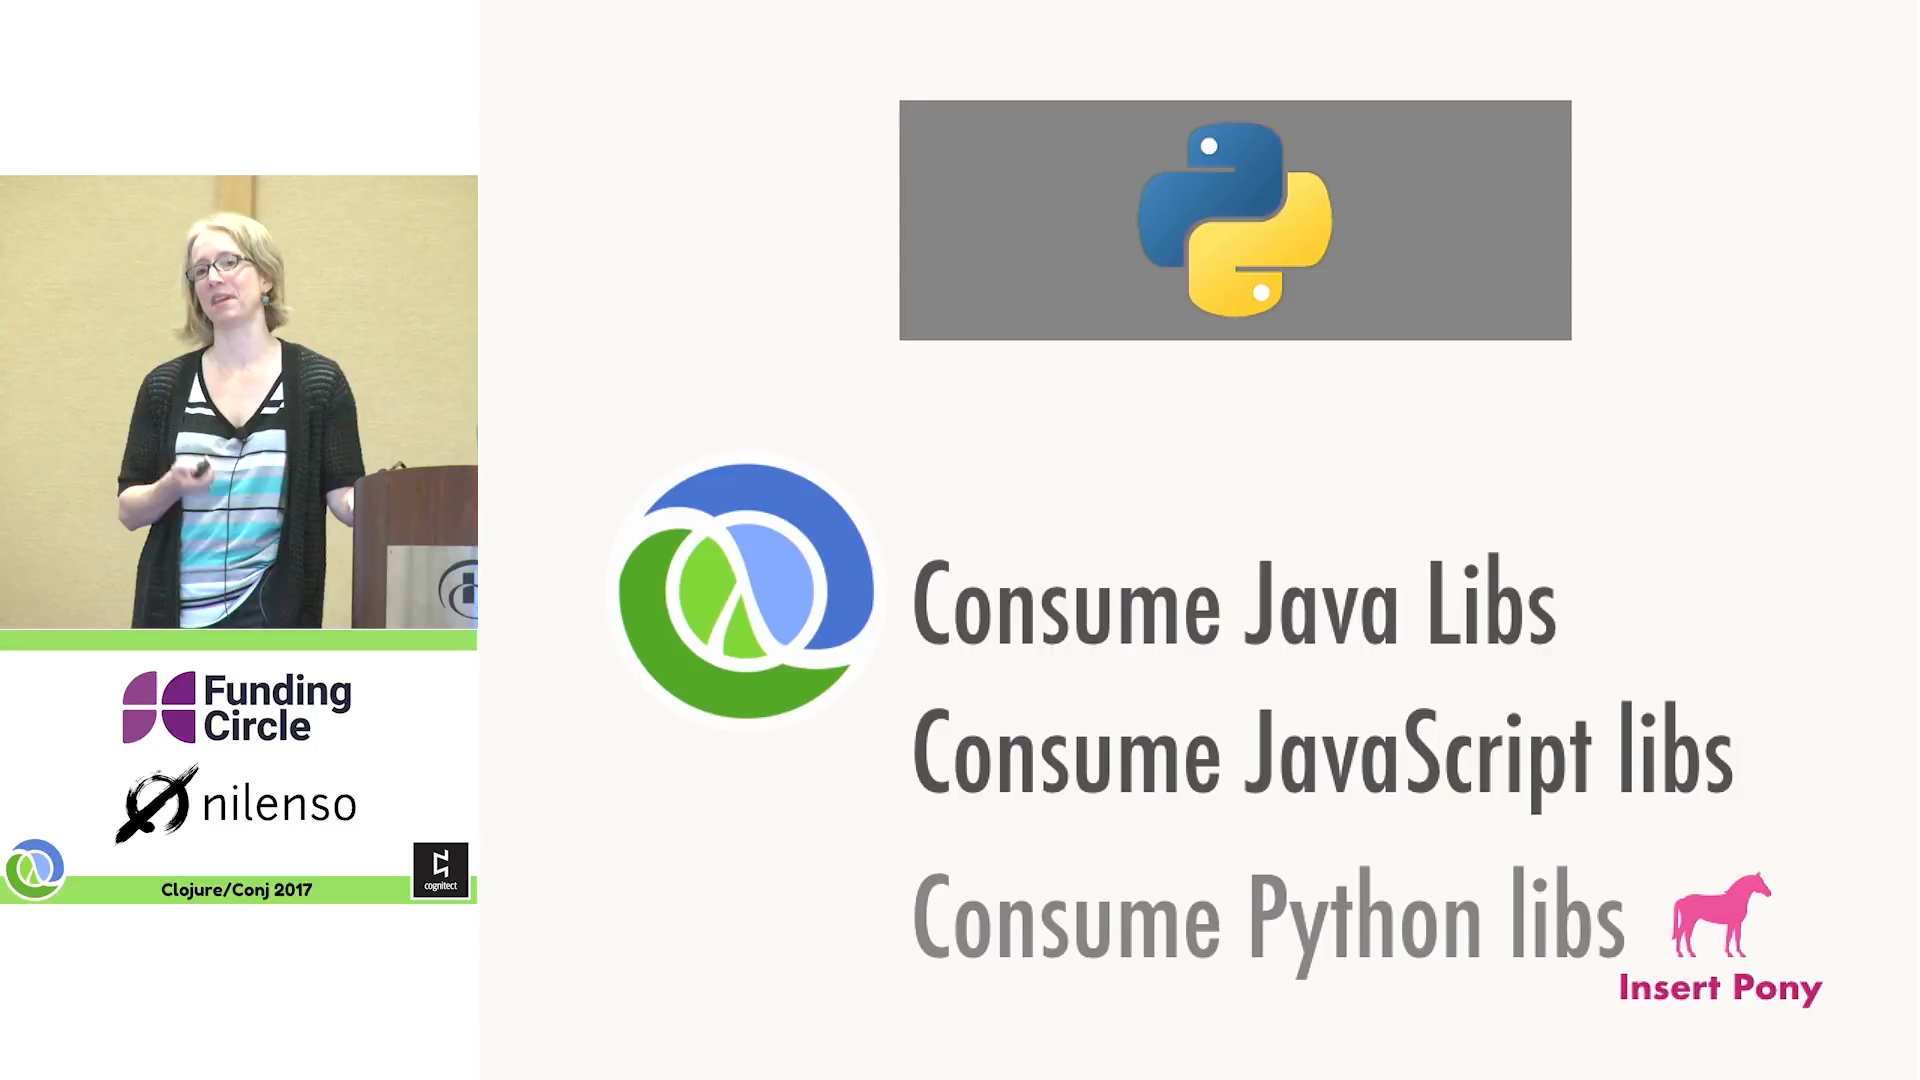 Consume Java Libs
Consume JavaScript libs
Consume Python libs
Insert Pony
Funding
Circle
nilenso
Clojure/Conj 2017
cognitect